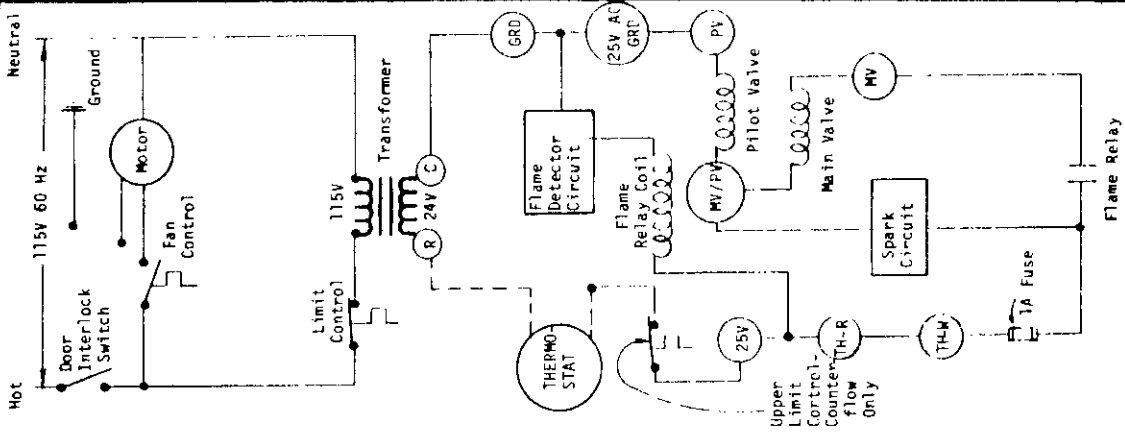 Hot
115V 60 Hz
Neutral
Door
Interlock
Switch
Ground
Motor
Fan
Control
Limit
Control
115V
Transformer
24V
R
C
GRD
25V AC
GRD
PV
THERMO-
STAT
Flame
Detector
Circuit
Flame
Relay Coil
MV/PV
Pilot Valve
Main Valve
MV
Upper
Limit
Cortrol-
Counter-
flow
Only
25V
TH-R
TH-W
1A Fuse
Spark
Circuit
Flame Relay